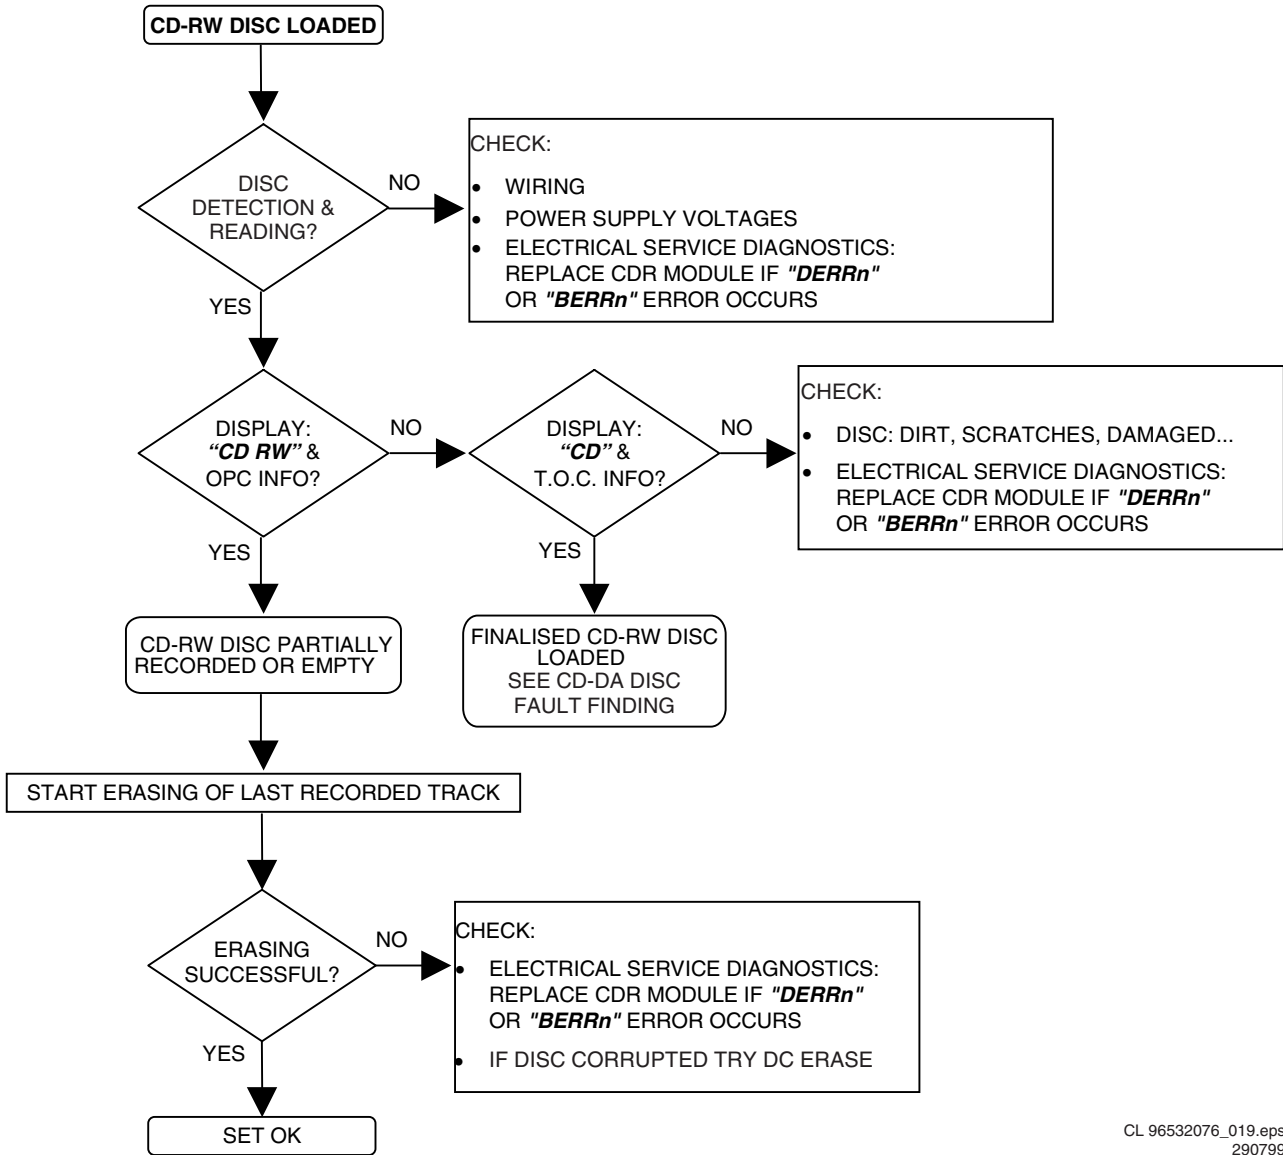 CD-RW DISC LOADED
DISC
DETECTION &
READING?
NO
YES
CHECK:
• WIRING
• POWER SUPPLY VOLTAGES
• ELECTRICAL SERVICE DIAGNOSTICS:
REPLACE CDR MODULE IF "DERRn"
OR "BERRn" ERROR OCCURS
DISPLAY:
“CD RW” &
OPC INFO?
NO
YES
DISPLAY:
“CD” &
T.O.C. INFO?
NO
YES
CHECK:
• DISC: DIRT, SCRATCHES, DAMAGED...
• ELECTRICAL SERVICE DIAGNOSTICS:
REPLACE CDR MODULE IF "DERRn"
OR "BERRn" ERROR OCCURS
CD-RW DISC PARTIALLY
RECORDED OR EMPTY
FINALISED CD-RW DISC
LOADED
SEE CD-DA DISC
FAULT FINDING
START ERASING OF LAST RECORDED TRACK
ERASING
SUCCESSFUL?
NO
YES
CHECK:
• ELECTRICAL SERVICE DIAGNOSTICS:
REPLACE CDR MODULE IF "DERRn"
OR "BERRn" ERROR OCCURS
• IF DISC CORRUPTED TRY DC ERASE
SET OK
CL 96532076_019.eps
290799